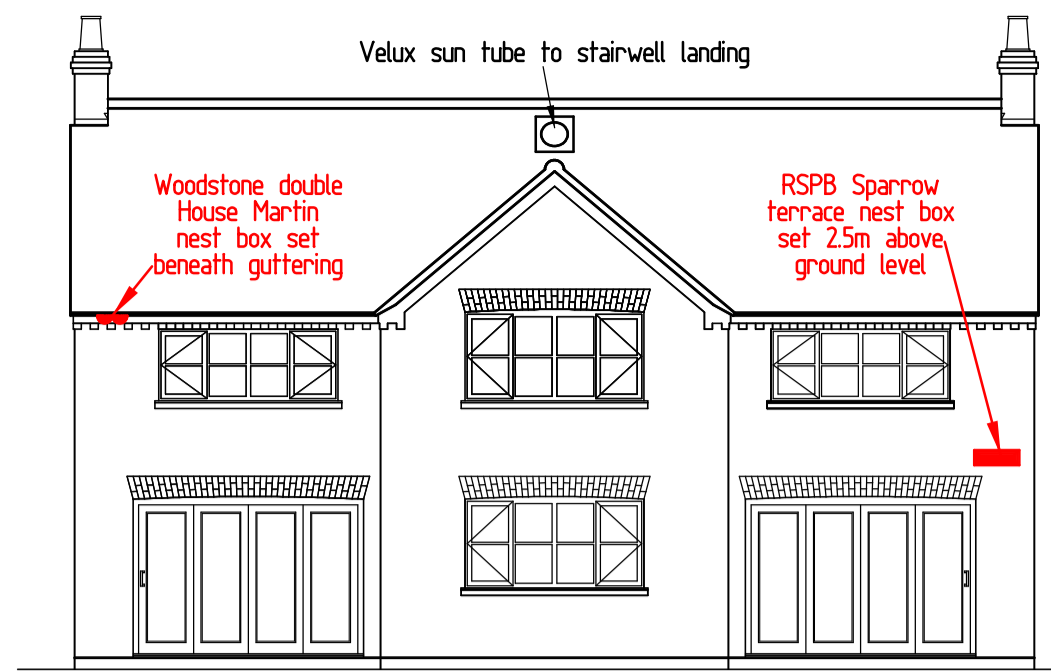 Velux sun tube to stairwell landing
Woodstone double
House Martin
nest box set
beneath guttering
RSPB Sparrow
terrace nest box
set 2.5m above
ground level